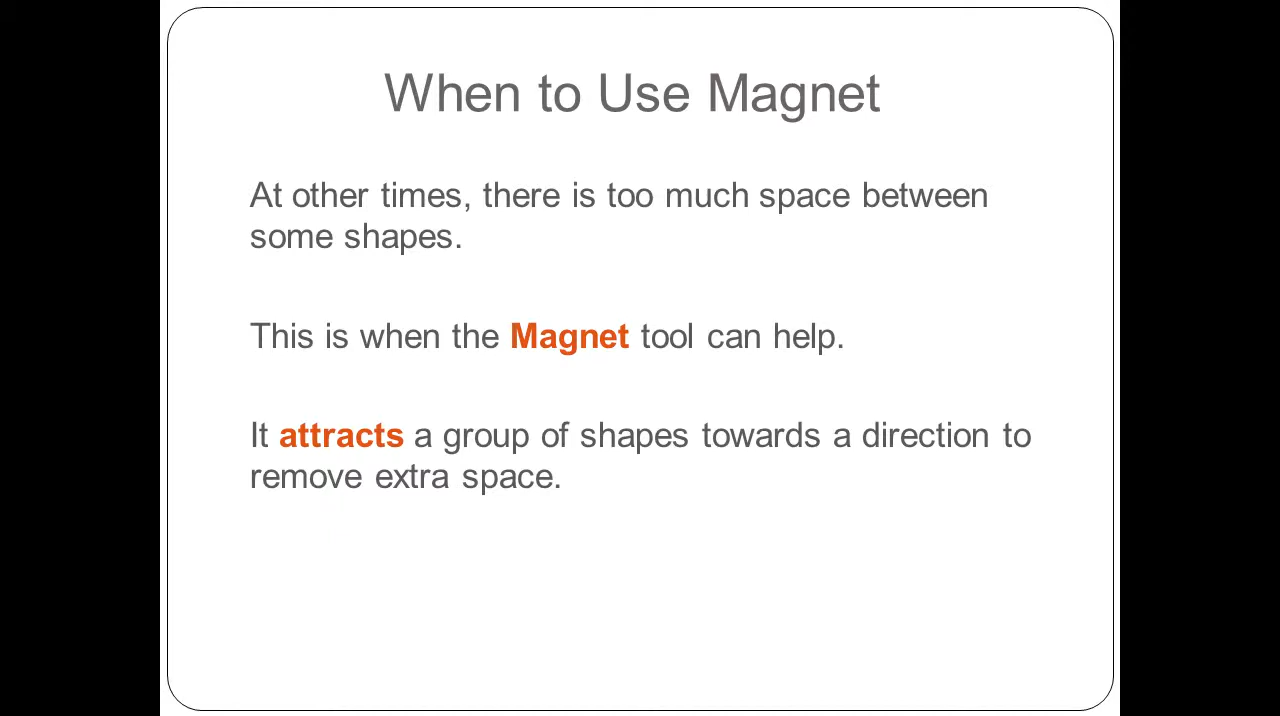 When to Use Magnet
At other times, there is too much space between
some shapes.
This is when the Magnet tool can help.
It attracts a group of shapes towards a direction to
remove extra space.